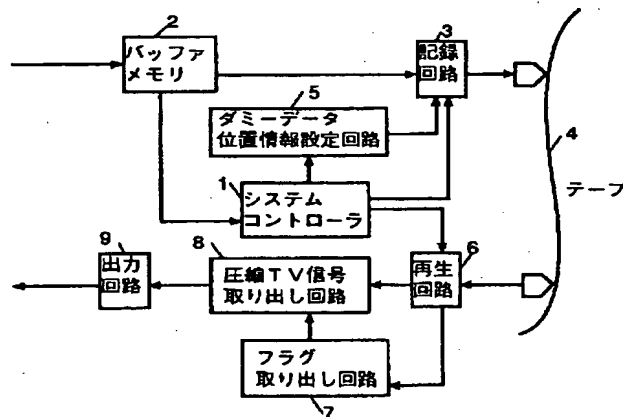 2
バッファ
メモリ
3
記録
回路
5
ダミーデータ
位置情報設定回路
4
テープ
1
システム
コントローラ
9
出力
回路
8
圧縮TV信号
取り出し回路
6
再生
回路
フラグ
取り出し回路
7